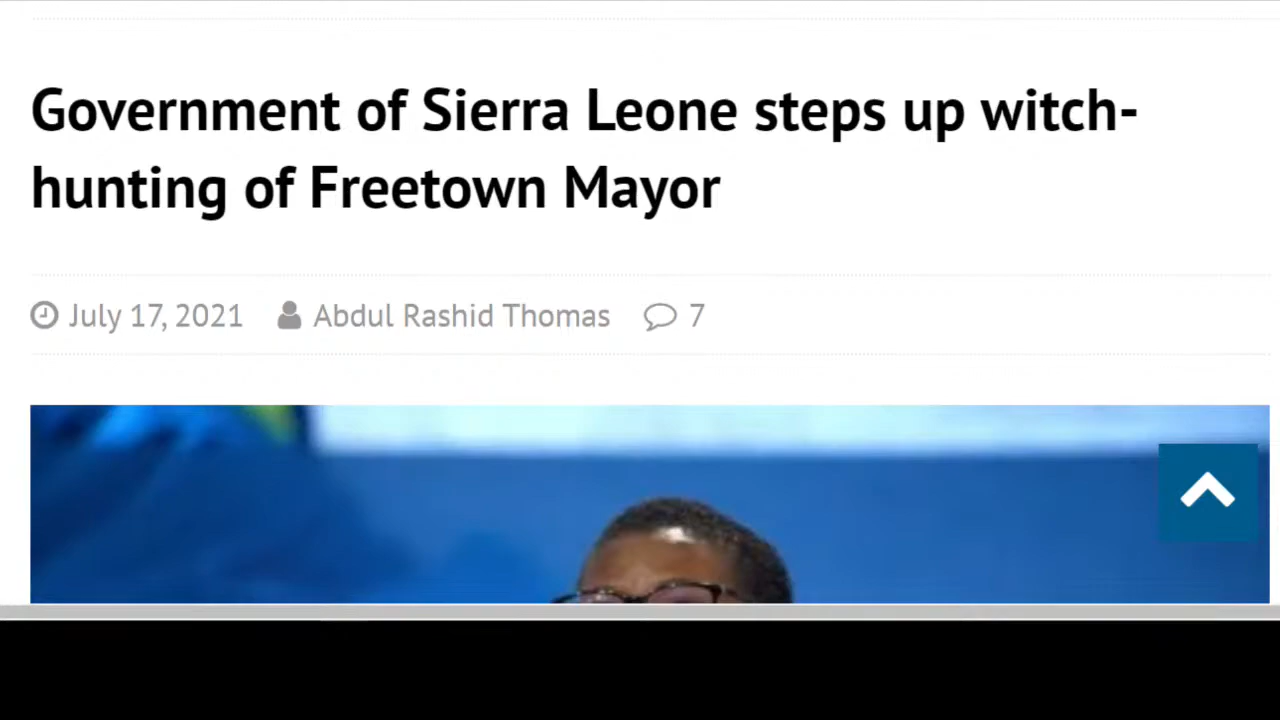 Government of Sierra Leone steps up witch-
hunting of Freetown Mayor
July 17, 2021 Abdul Rashid Thomas 7